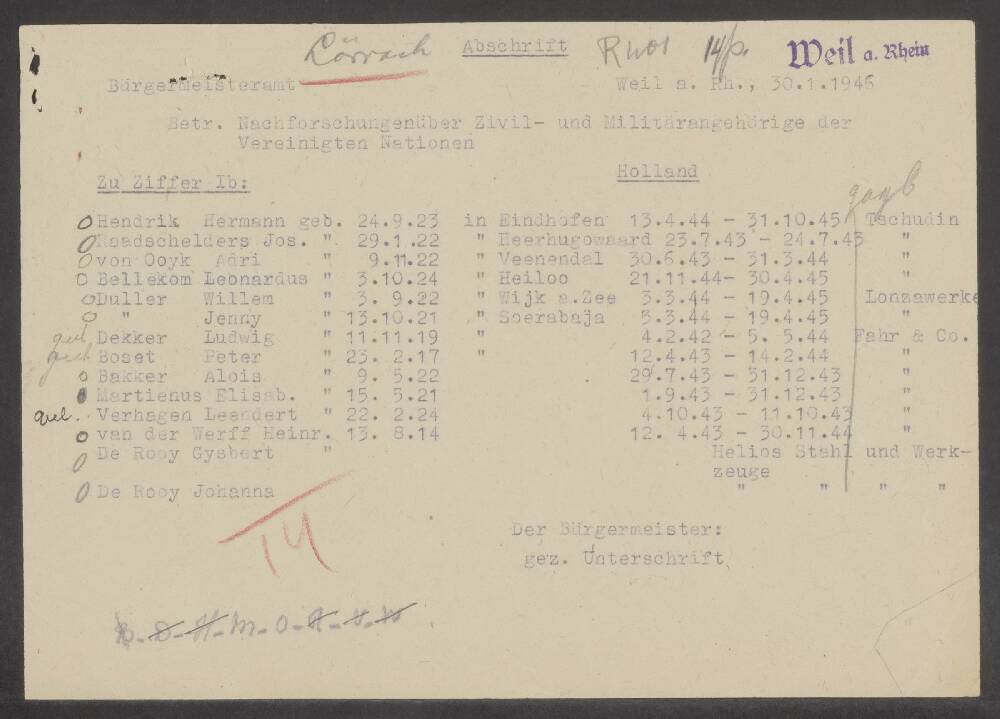 Lörrach Abschrift Weil a. Rhein
Bürgermeisteramt Weil a. Rh., 30.1.1946
Betr. Nachforschungenüber Zivil- und Militärangehörige der
Vereinigten Nationen
Holland
Zu Ziffer Ib:
Hendrik Hermann geb. 24.9.23 in Eindhofen 13.4.44 - 31.10.45 Tschudin
Raadschelders Jos. " 29.1.22 " Heerhugowaard 23.7.43 - 24.7.43 "
von Ooyk Adri " 9.11.22 " Veenendal 30.6.43 - 31.3.44 "
Bellekom Leonardus " 3.10.24 " Heiloo 21.11.44- 30.4.45 "
Duller Willem " 3. 9.22 " Wijk a.Zee 3.3.44 - 19.4.45 Lonzawerke
" Jenny " 13.10.21 " Soerabaja 3.3.44 - 19.4.45 "
Dekker Ludwig " 11.11.19 " 4.2.42 - 5. 5.44 Fahr & Co.
Boset Peter " 23. 2.17 " 12.4.43 - 14.2.44 "
Bakker Alois " 9. 5.22 29.7.43 - 31.12.43 "
Martienus Elisab. " 15. 5.21 1.9.43 - 31.12.43 "
Verhagen Leendert " 22. 2.24 4.10.43 - 11.10.43 "
van der Werff Heinr. 13. 8.14 12. 4.43 - 30.11.44 "
De Rooy Gysbert " Helios Stahl und Werk-
zeuge
De Rooy Johanna " " " "
14
Der Bürgermeister:
gez. Unterschrift
B-D-H-M-O-R-V-W